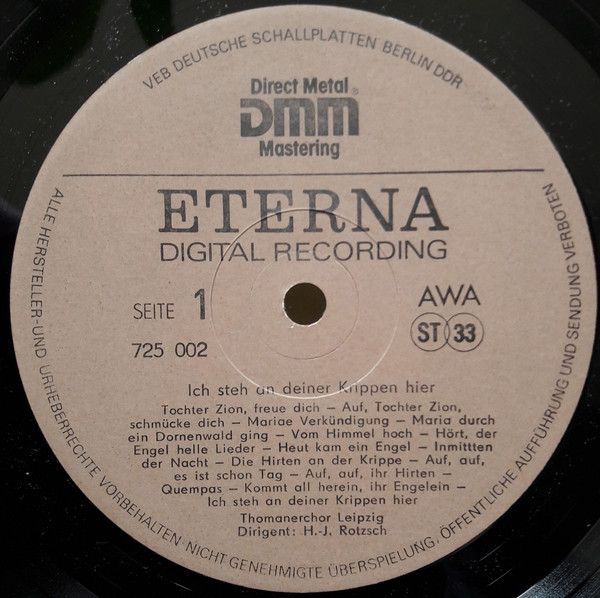 VEB DEUTSCHE SCHALLPLATTEN BERLIN DDR
Direct Metal ®
DMM
Mastering
ETERNA
DIGITAL RECORDING
SEITE 1
AWA
725 002
ST 33
Ich steh an deiner Krippen hier
Tochter Zion, freue dich – Auf, Tochter Zion,
schmücke dich – Mariae Verkündigung – Maria durch
ein Dornenwald ging – Vom Himmel hoch – Hört, der
Engel helle Lieder – Heut kam ein Engel – Inmittten
der Nacht – Die Hirten an der Krippe – Auf, auf,
es ist schon Tag – Auf, auf, ihr Hirten –
Quempas – Kommt all herein, ihr Engelein –
Ich steh an deiner Krippen hier
Thomanerchor Leipzig
Dirigent: H.-J. Rotzsch
ALLE HERSTELLER-UND URHEBERRECHTE VORBEHALTEN · NICHT GENEHMIGTE ÜBERSPIELUNG, ÖFFENTLICHE AUFFÜHRUNG UND SENDUNG VERBOTEN